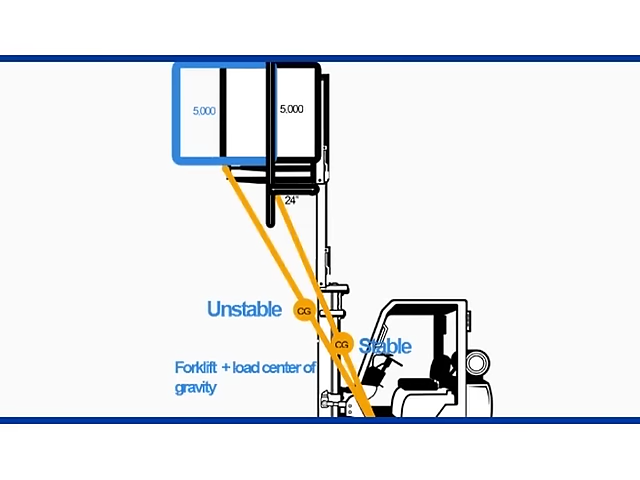 5,000
5,000
24"
Unstable
CG
CG
Stable
Forklift + load center of
gravity